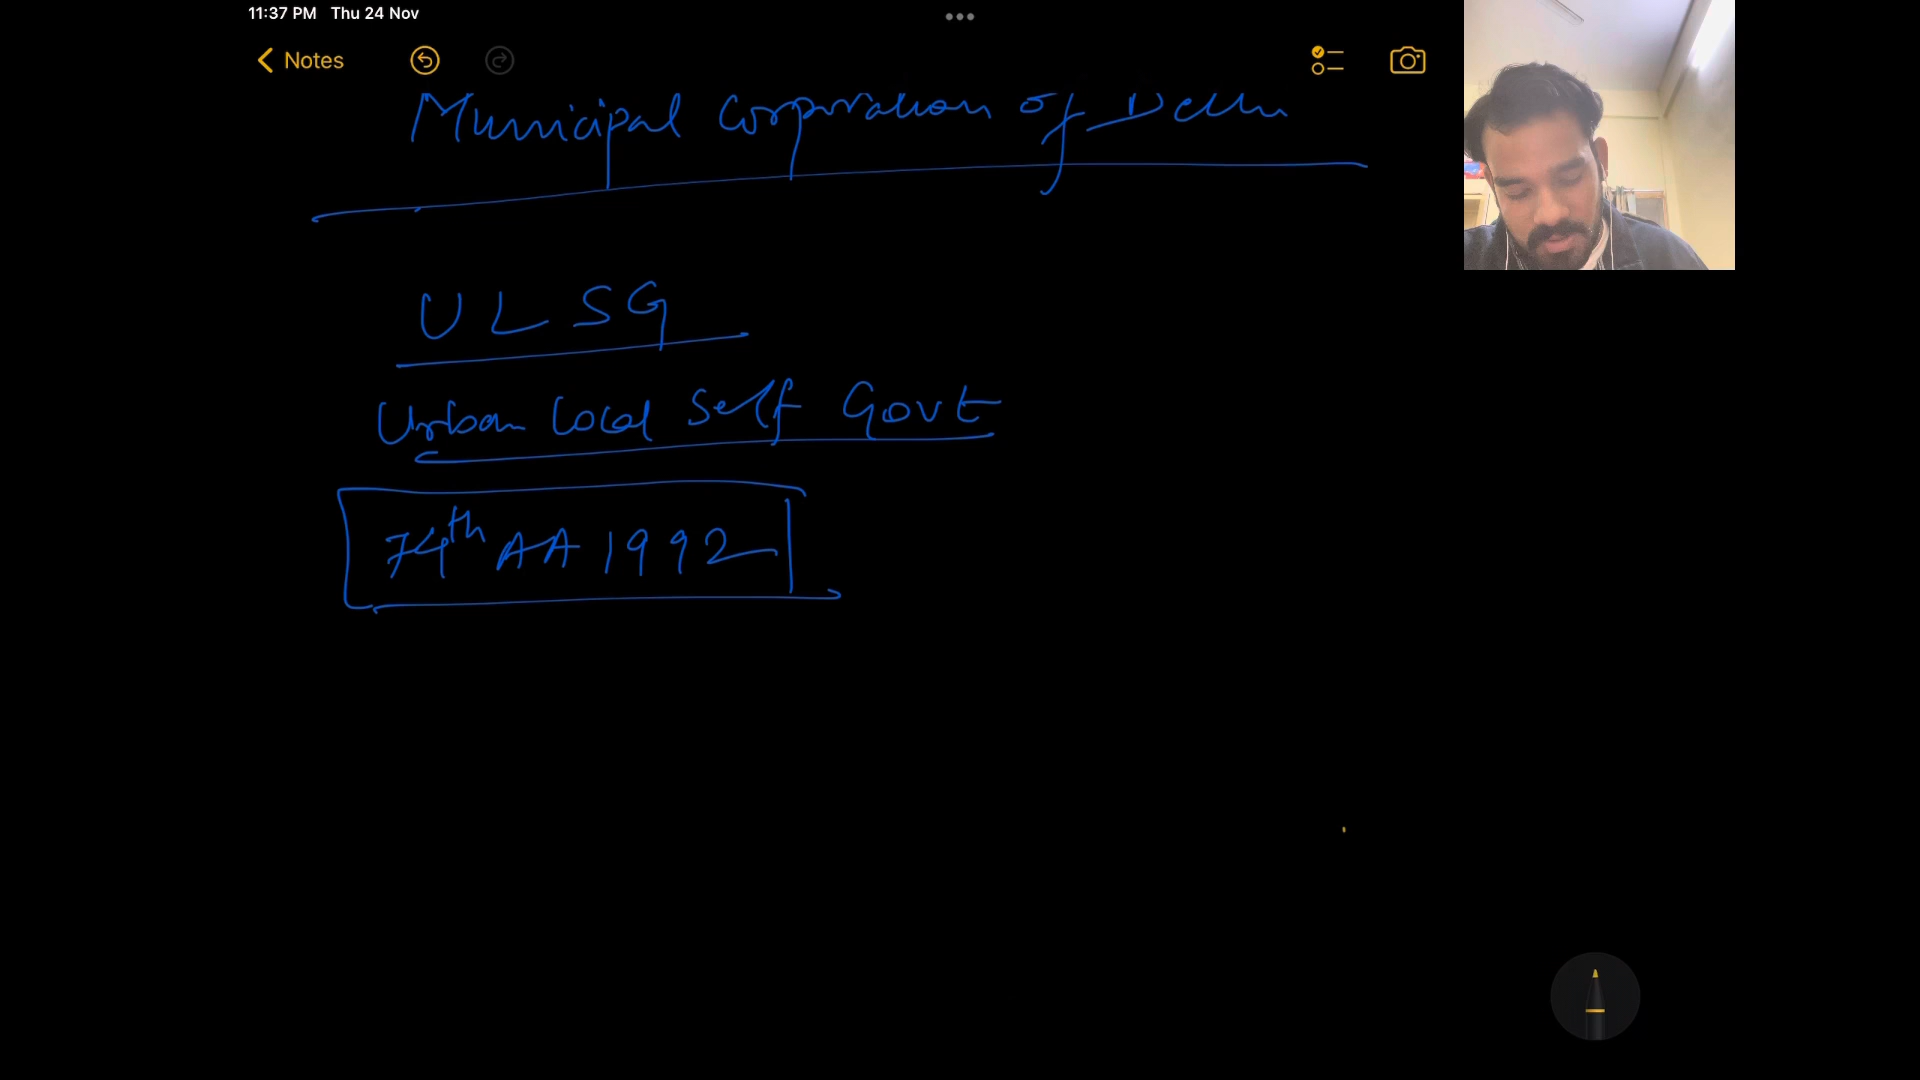 11:37 PM Thu 24 Nov
Notes
Municipal Corporation of Delhi
ULSG
Urban Local Self Govt
74th AA 1992